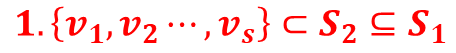 1. {v₁, v₂ ⋯, vₛ} ⊂ S₂ ⊆ S₁